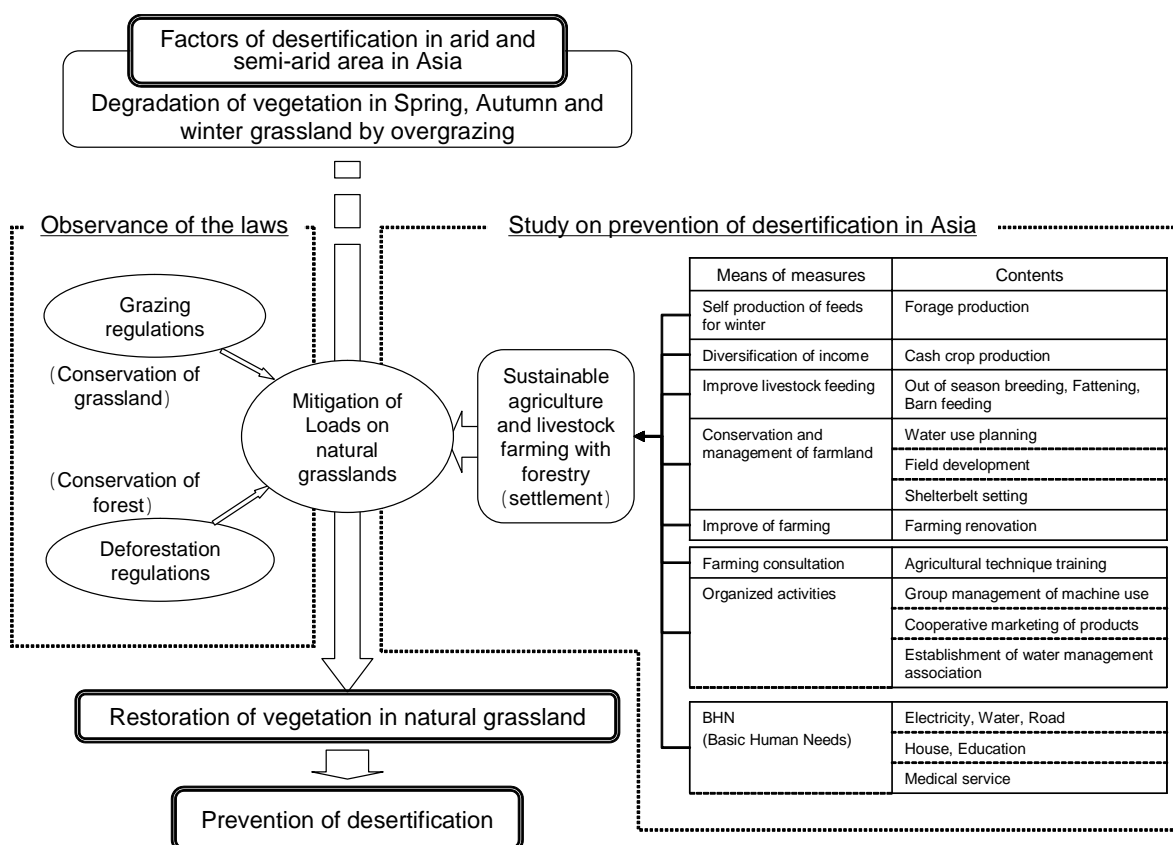 Factors of desertification in arid and
semi-arid area in Asia
Degradation of vegetation in Spring, Autumn and
winter grassland by overgrazing
Observance of the laws
Grazing
regulations
(Conservation of
grassland)
(Conservation of
forest)
Deforestation
regulations
Mitigation of
Loads on
natural
grasslands
Sustainable
agriculture
and livestock
farming with
forestry
(settlement)
Study on prevention of desertification in Asia
Means of measures
Contents
Self production of feeds
for winter
Forage production
Diversification of income
Cash crop production
Improve livestock feeding
Out of season breeding, Fattening,
Barn feeding
Conservation and
management of farmland
Water use planning
Field development
Shelterbelt setting
Improve of farming
Farming renovation
Farming consultation
Agricultural technique training
Organized activities
Group management of machine use
Cooperative marketing of products
Establishment of water management
association
BHN
(Basic Human Needs)
Electricity, Water, Road
House, Education
Medical service
Restoration of vegetation in natural grassland
Prevention of desertification